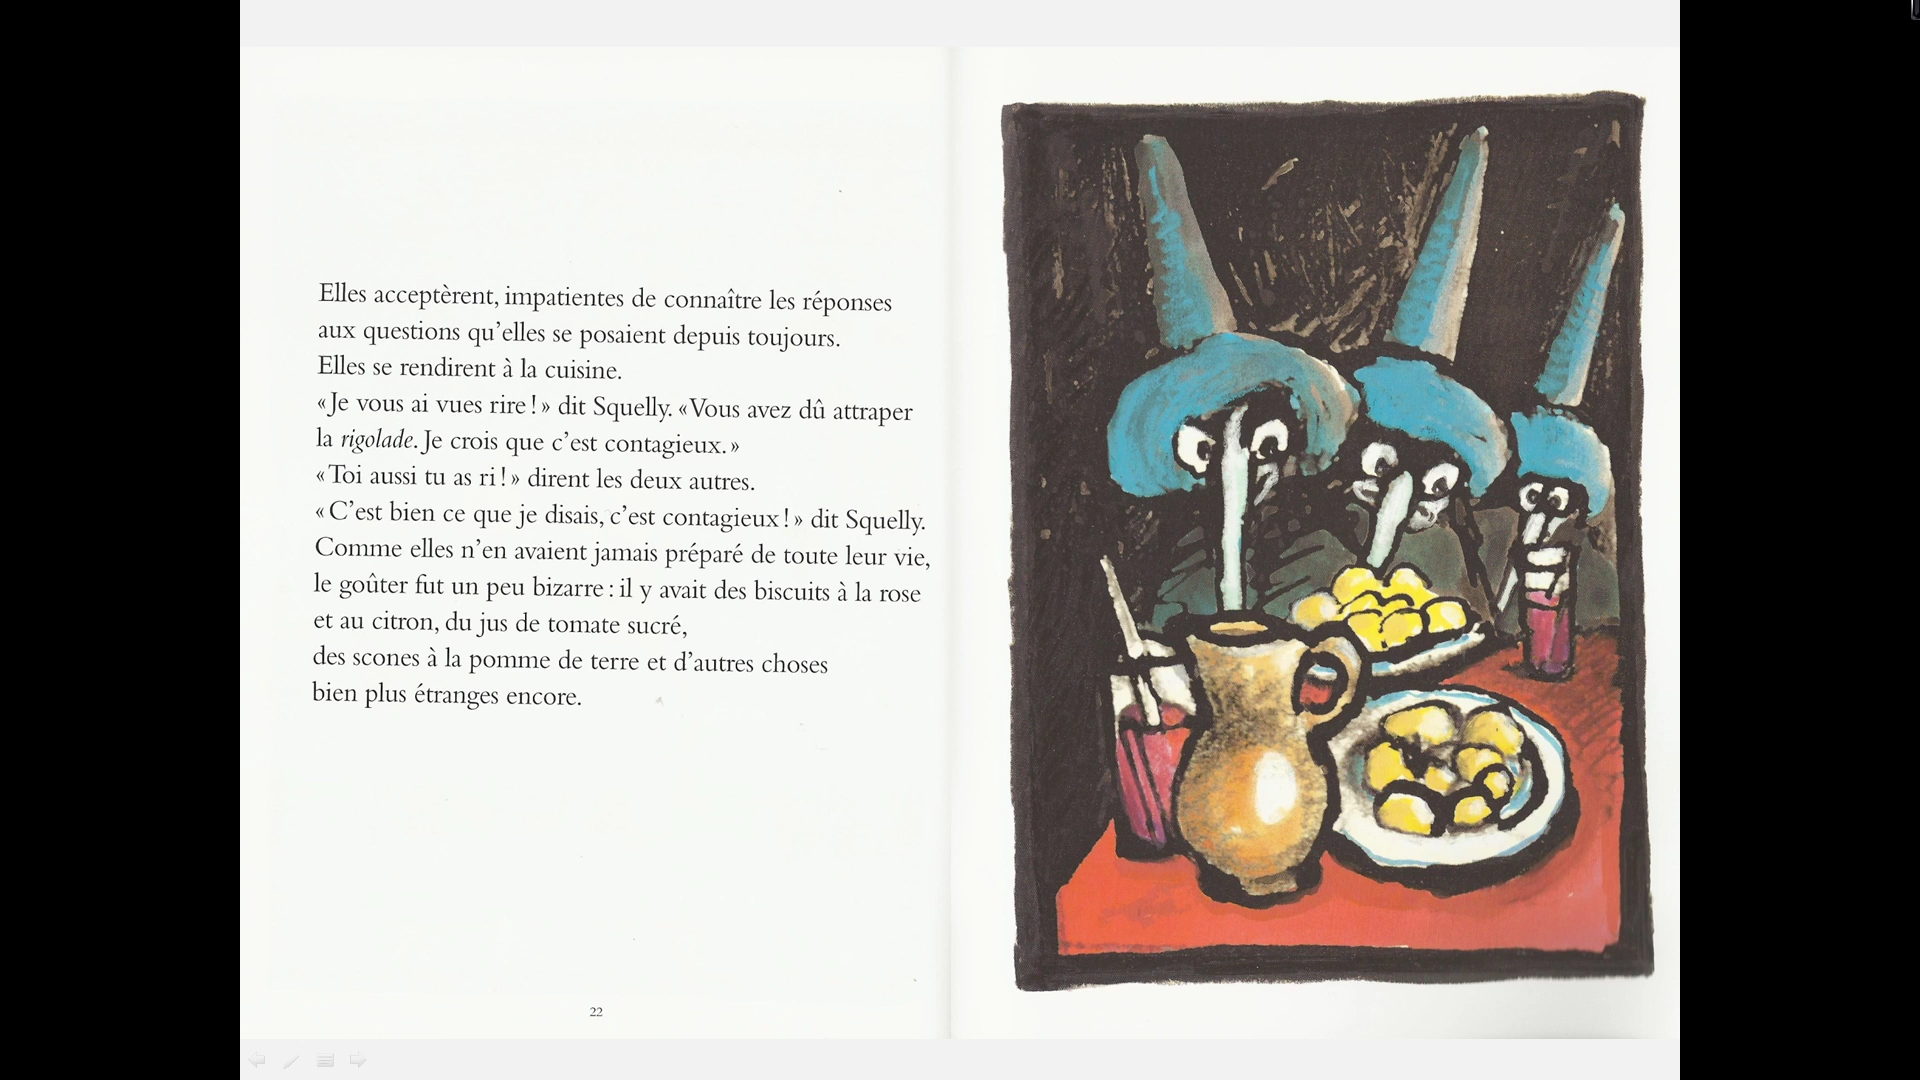 Elles acceptèrent, impatientes de connaître les réponses
aux questions qu'elles se posaient depuis toujours.
Elles se rendirent à la cuisine.
«Je vous ai vues rire!» dit Squelly. «Vous avez dû attraper
la rigolade. Je crois que c'est contagieux.»
«Toi aussi tu as ri!» dirent les deux autres.
«C'est bien ce que je disais, c'est contagieux!» dit Squelly.
Comme elles n'en avaient jamais préparé de toute leur vie,
le goûter fut un peu bizarre: il y avait des biscuits à la rose
et au citron, du jus de tomate sucré,
des scones à la pomme de terre et d'autres choses
bien plus étranges encore.
22